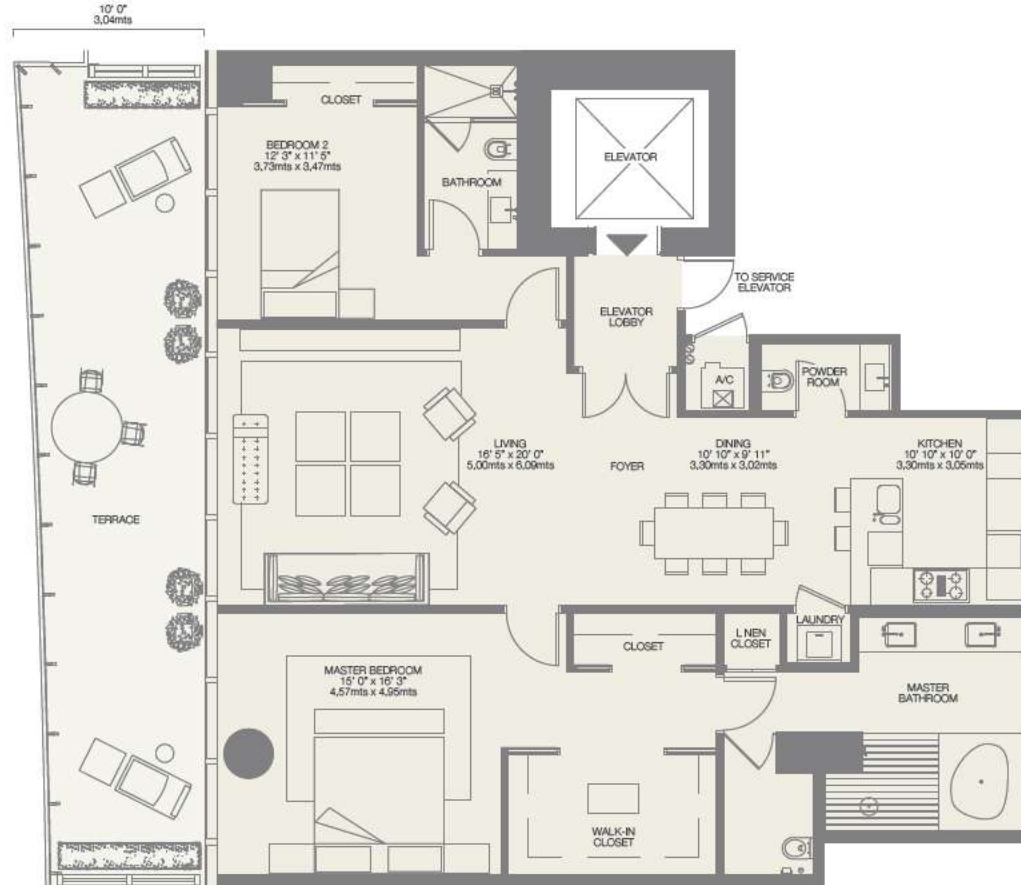 10' 0"
3,04mts
CLOSET
BEDROOM 2
12' 3" x 11' 5"
3,73mts x 3,47mts
BATHROOM
ELEVATOR
TO SERVICE
ELEVATOR
ELEVATOR
LOBBY
A/C
POWDER
ROOM
LIVING
16' 5" x 20' 0"
5,00mts x 6,09mts
FOYER
DINING
10' 10" x 9' 11"
3,30mts x 3,02mts
KITCHEN
10' 10" x 10' 0"
3,30mts x 3,05mts
TERRACE
MASTER BEDROOM
15' 0" x 16' 3"
4,57mts x 4,95mts
CLOSET
L NEN
CLOSET
LAUNDRY
MASTER
BATHROOM
WALK-IN
CLOSET